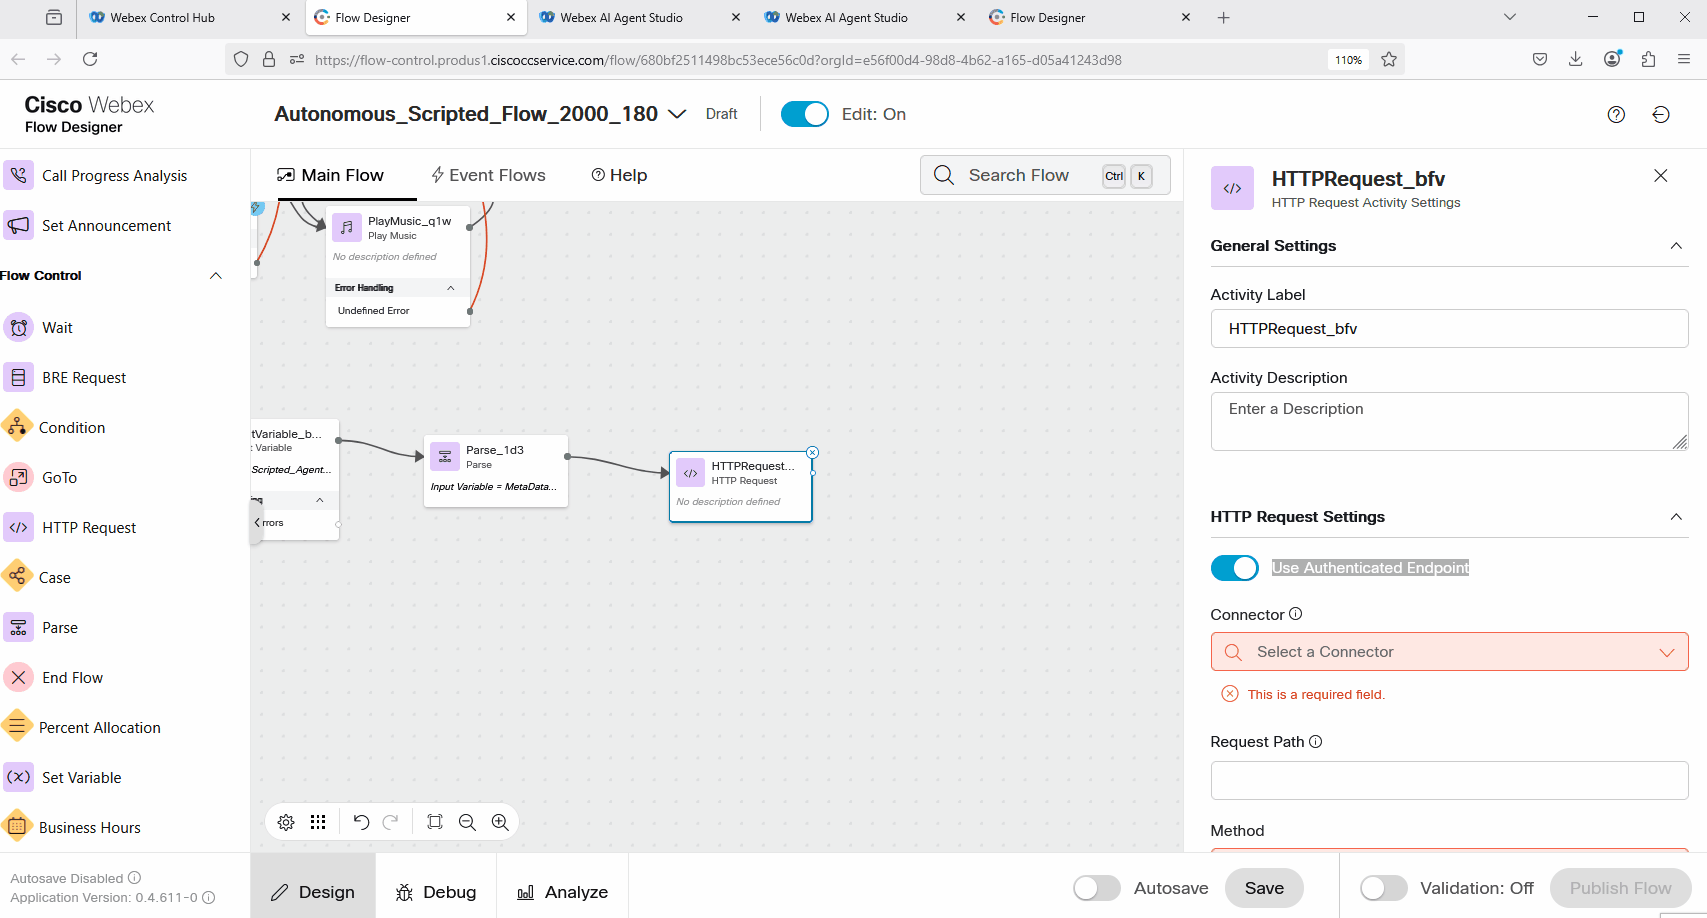 Webex Control Hub
Flow Designer
Webex AI Agent Studio
Webex AI Agent Studio
Flow Designer
https://flow-control.produs1.ciscoccservice.com/flow/680bf2511498bc53ece56c0d?orgId=e56f00d4-98d8-4b62-a165-d05a41243d98
110%
Cisco Webex
Flow Designer
Autonomous_Scripted_Flow_2000_180
Draft
Edit: On
Call Progress Analysis
Set Announcement
Flow Control
Wait
BRE Request
Condition
GoTo
HTTP Request
Case
Parse
End Flow
Percent Allocation
Set Variable
Business Hours
Main Flow
Event Flows
Help
Search Flow
Ctrl
K
PlayMusic_q1w
Play Music
No description defined
Error Handling
Undefined Error
tVariable_b...
t Variable
Scripted_Agent...
ng
rrors
Parse_1d3
Parse
Input Variable = MetaData...
HTTPRequest...
HTTP Request
No description defined
HTTPRequest_bfv
HTTP Request Activity Settings
General Settings
Activity Label
HTTPRequest_bfv
Activity Description
Enter a Description
HTTP Request Settings
Use Authenticated Endpoint
Connector
Select a Connector
This is a required field.
Request Path
Method
Autosave Disabled
Application Version: 0.4.611-0
Design
Debug
Analyze
Autosave
Save
Validation: Off
Publish Flow